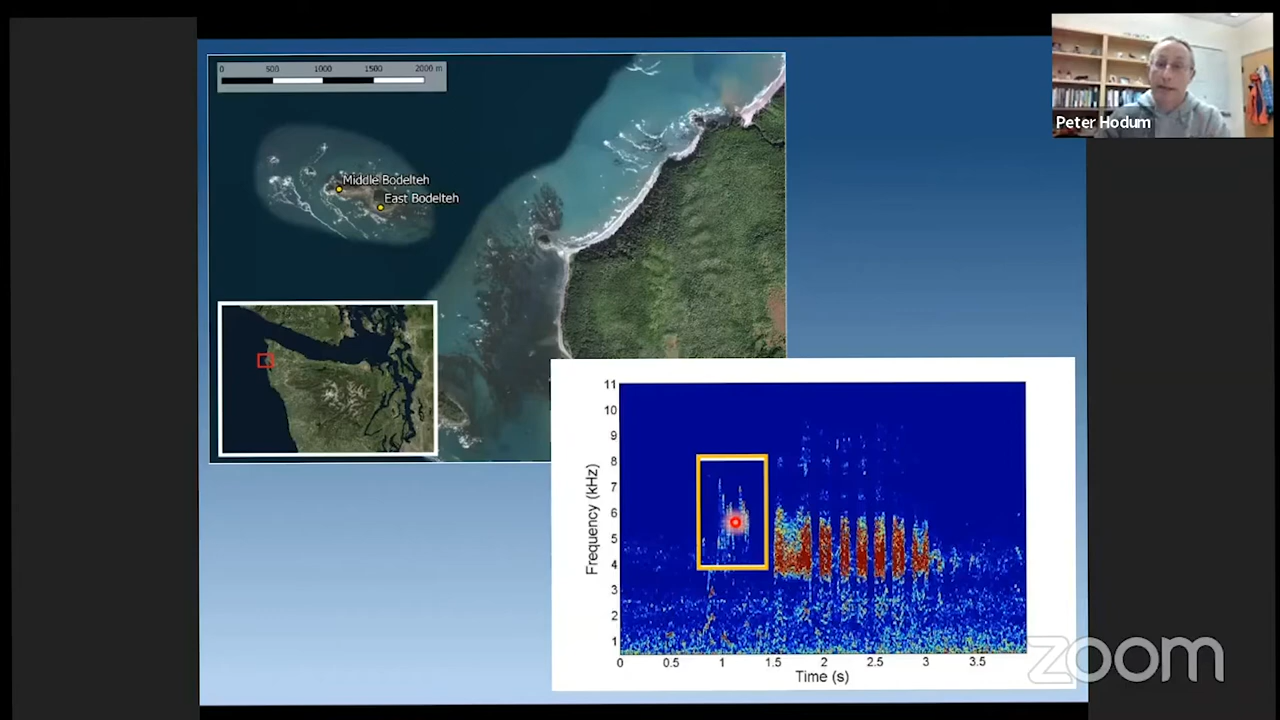 Peter Hodum
0 500 1000 1500 2000 m
Middle Bodelteh
East Bodelteh
Frequency (kHz)
11
10
9
8
7
6
5
4
3
2
1
0 0.5 1 1.5 2 2.5 3 3.5
Time (s)
zoom